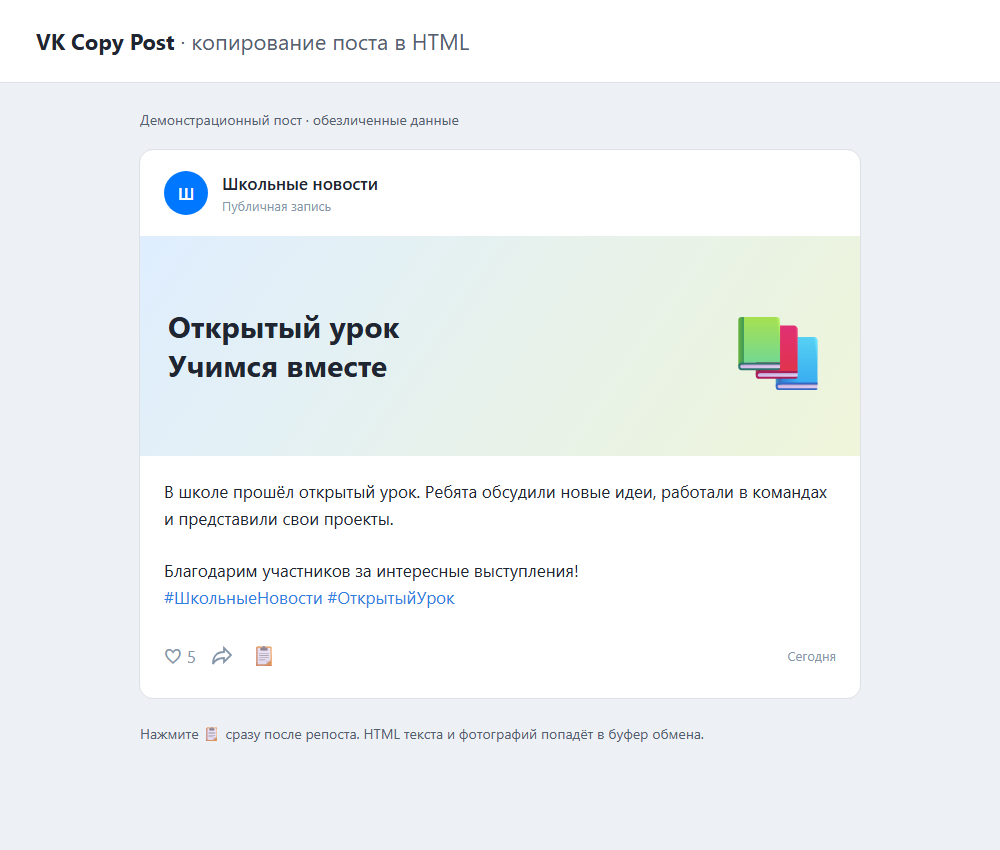 VK Copy Post · копирование поста в HTML
Демонстрационный пост · обезличенные данные
Ш
Школьные новости
Публичная запись
Открытый урок
Учимся вместе
В школе прошёл открытый урок. Ребята обсудили новые идеи, работали в командах
и представили свои проекты.
Благодарим участников за интересные выступления!
#ШкольныеНовости #ОткрытыйУрок
5
Сегодня
Нажмите 📋 сразу после репоста. HTML текста и фотографий попадёт в буфер обмена.